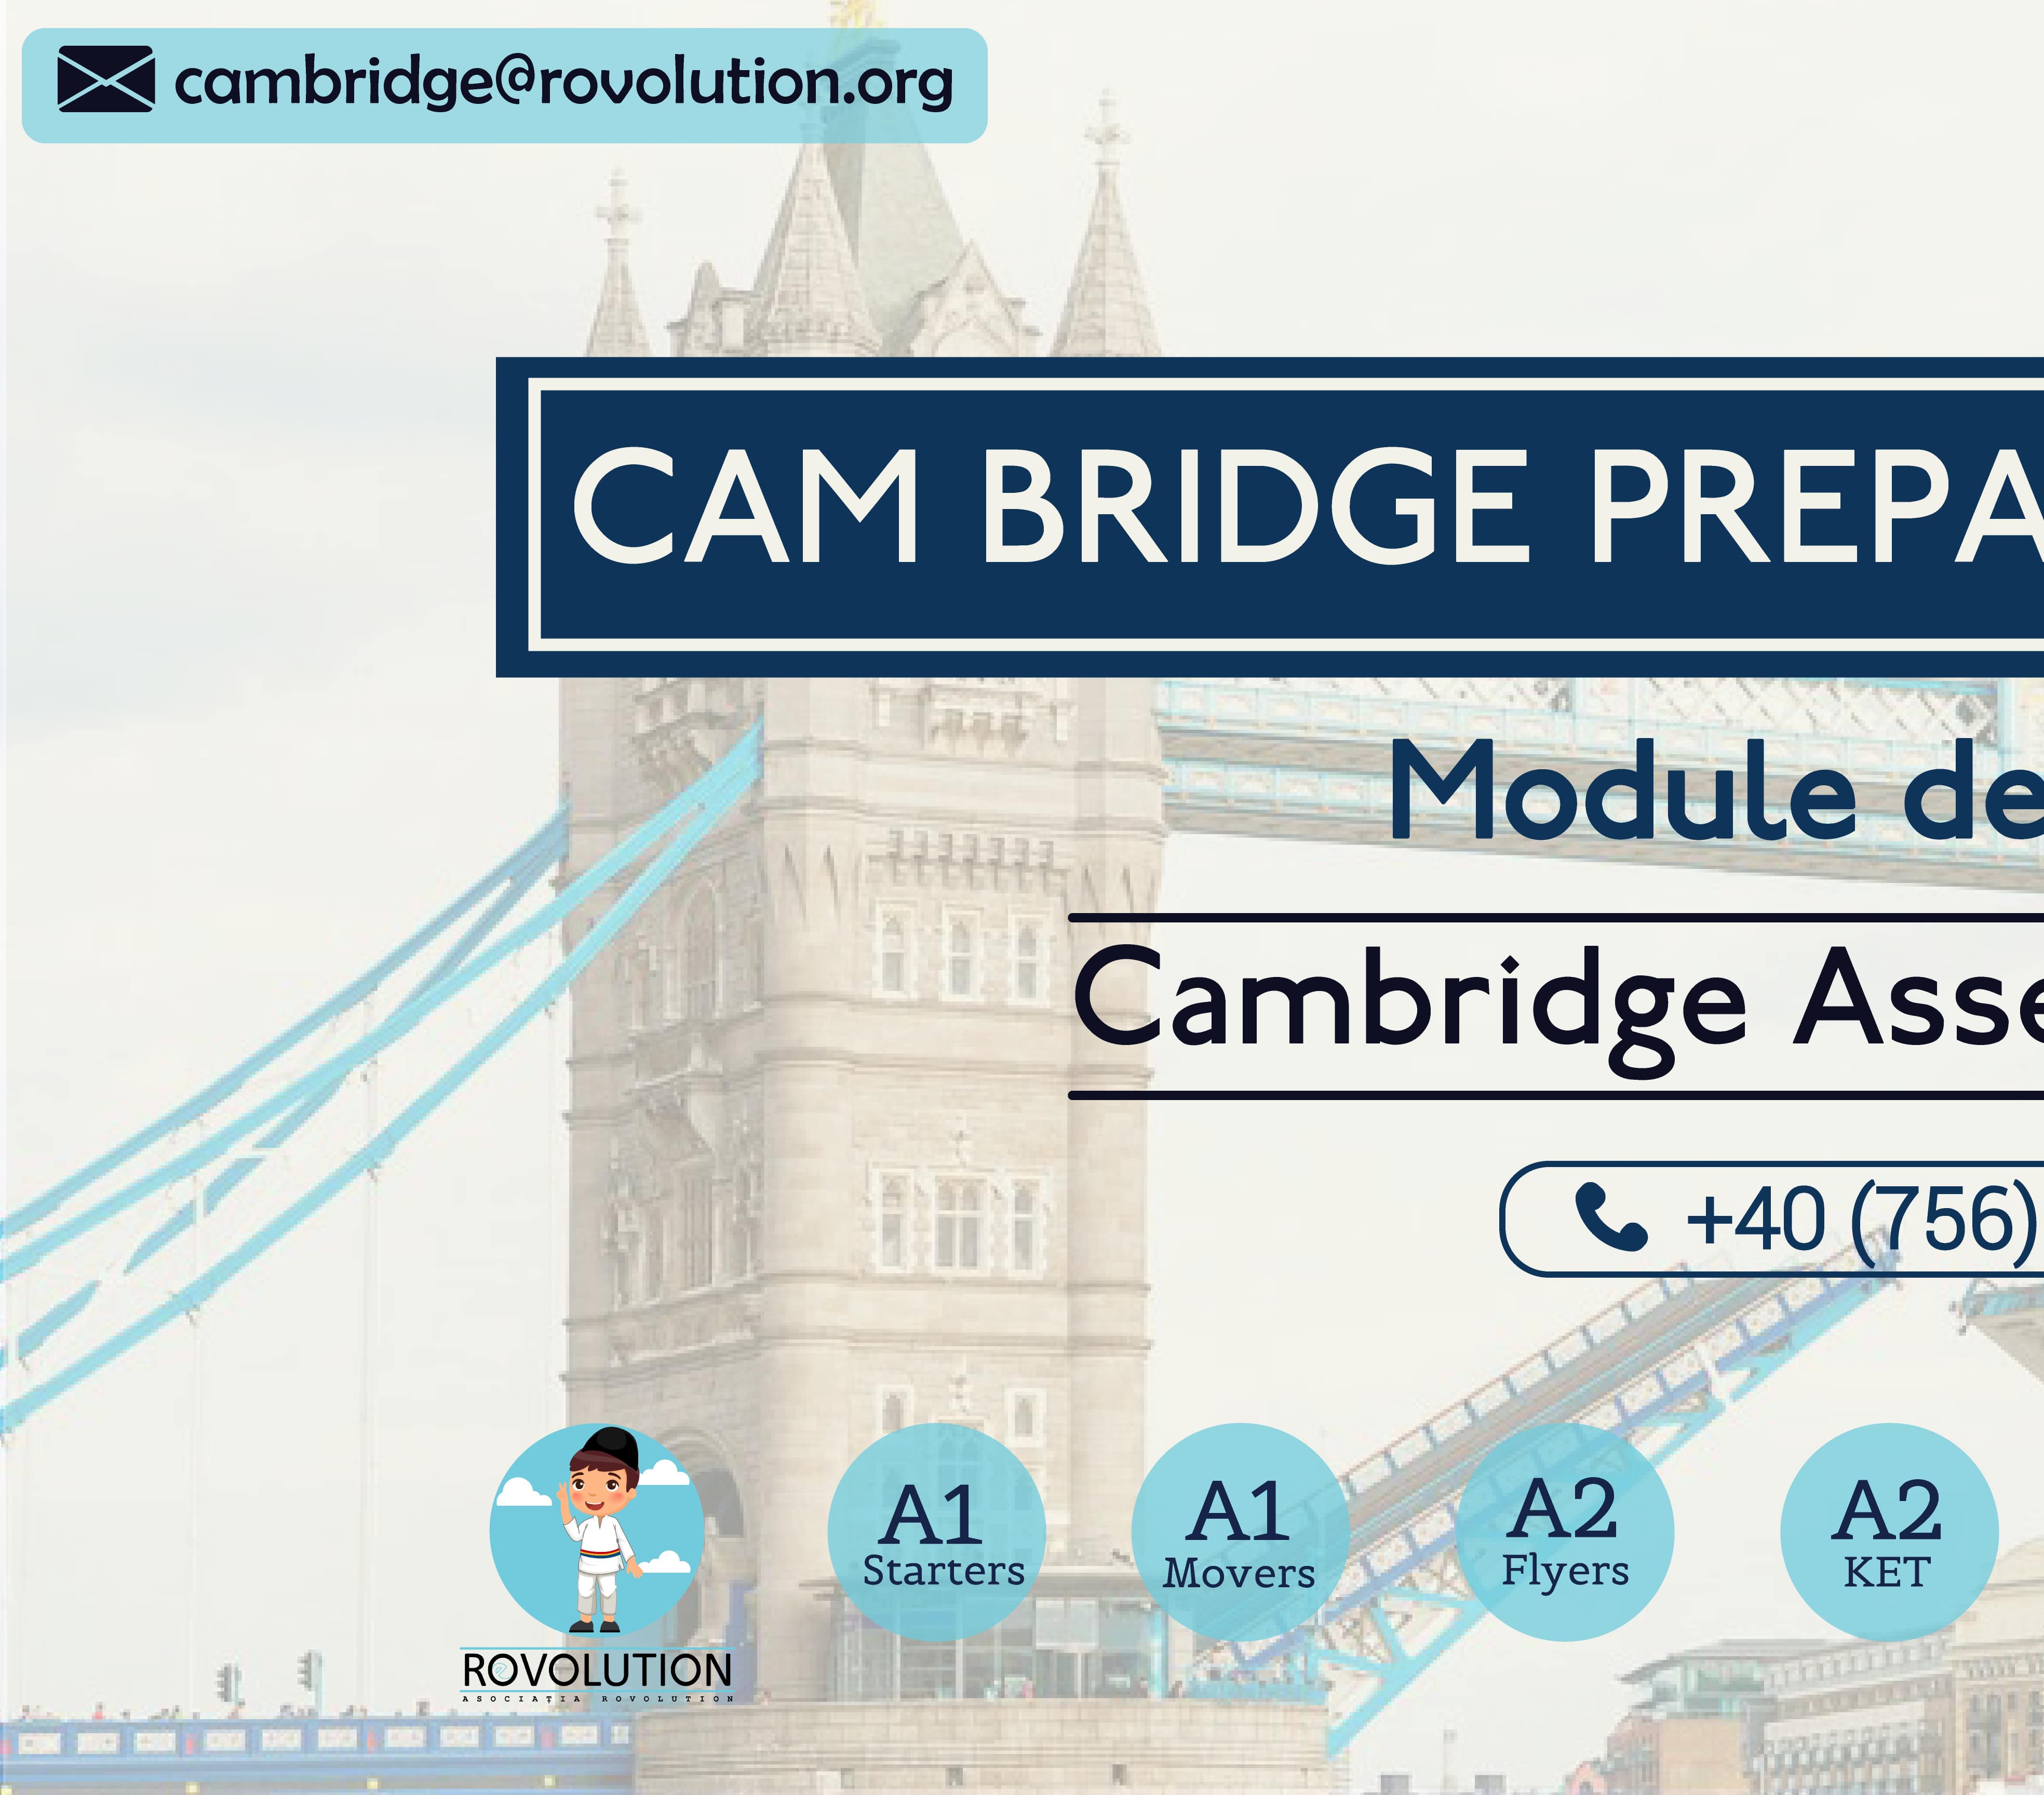 cambridge@rovolution.org
CAM BRIDGE PREPA
Module de
Cambridge Asse
+40 (756)
A1
Starters
A1
Movers
A2
Flyers
A2
KET
ROVOLUTION
ASOCIAȚIA ROVOLUTION